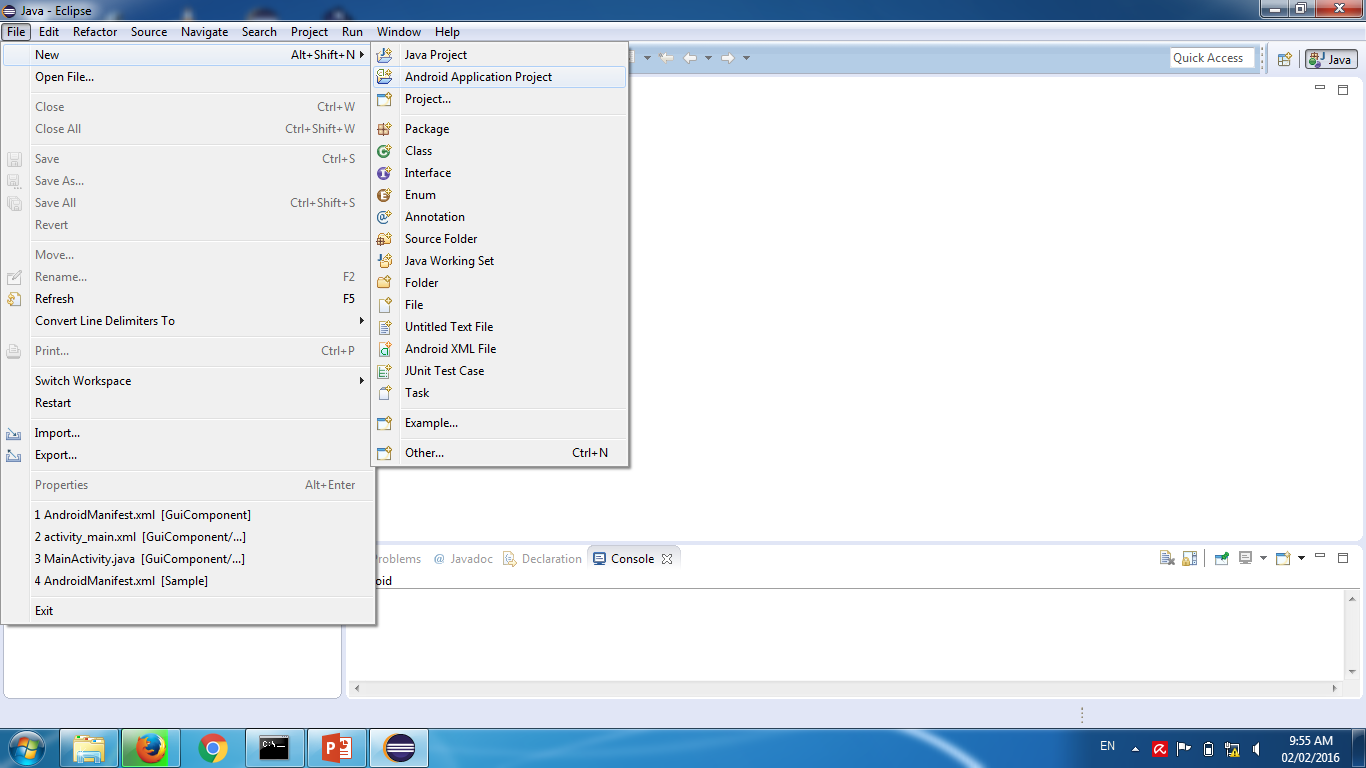 Java - Eclipse
File Edit Refactor Source Navigate Search Project Run Window Help
New Alt+Shift+N
Open File...
Close Ctrl+W
Close All Ctrl+Shift+W
Save Ctrl+S
Save As...
Save All Ctrl+Shift+S
Revert
Move...
Rename... F2
Refresh F5
Convert Line Delimiters To
Print... Ctrl+P
Switch Workspace
Restart
Import...
Export...
Properties Alt+Enter
1 AndroidManifest.xml [GuiComponent]
2 activity_main.xml [GuiComponent/...]
3 MainActivity.java [GuiComponent/...]
4 AndroidManifest.xml [Sample]
Exit
Java Project
Android Application Project
Project...
Package
Class
Interface
Enum
Annotation
Source Folder
Java Working Set
Folder
File
Untitled Text File
Android XML File
JUnit Test Case
Task
Example...
Other... Ctrl+N
Quick Access
Java
roblems @ Javadoc Declaration Console
oid
EN
9:55 AM
02/02/2016